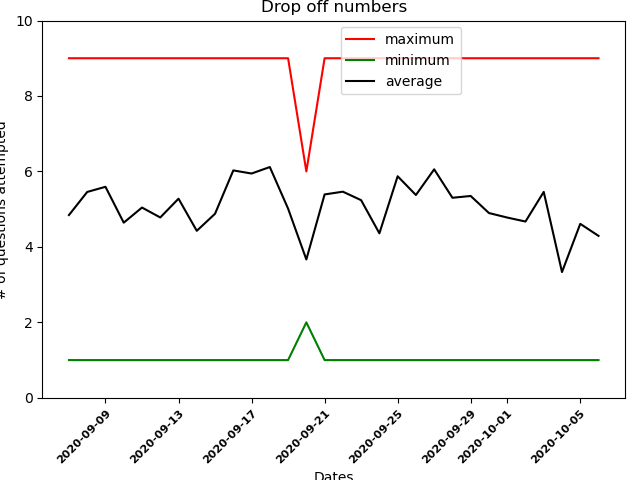 Drop off numbers
maximum
minimum
average
# of questions attempted
10
8
6
4
2
0
2020-09-09
2020-09-13
2020-09-17
2020-09-21
2020-09-25
2020-09-29
2020-10-01
2020-10-05
Dates